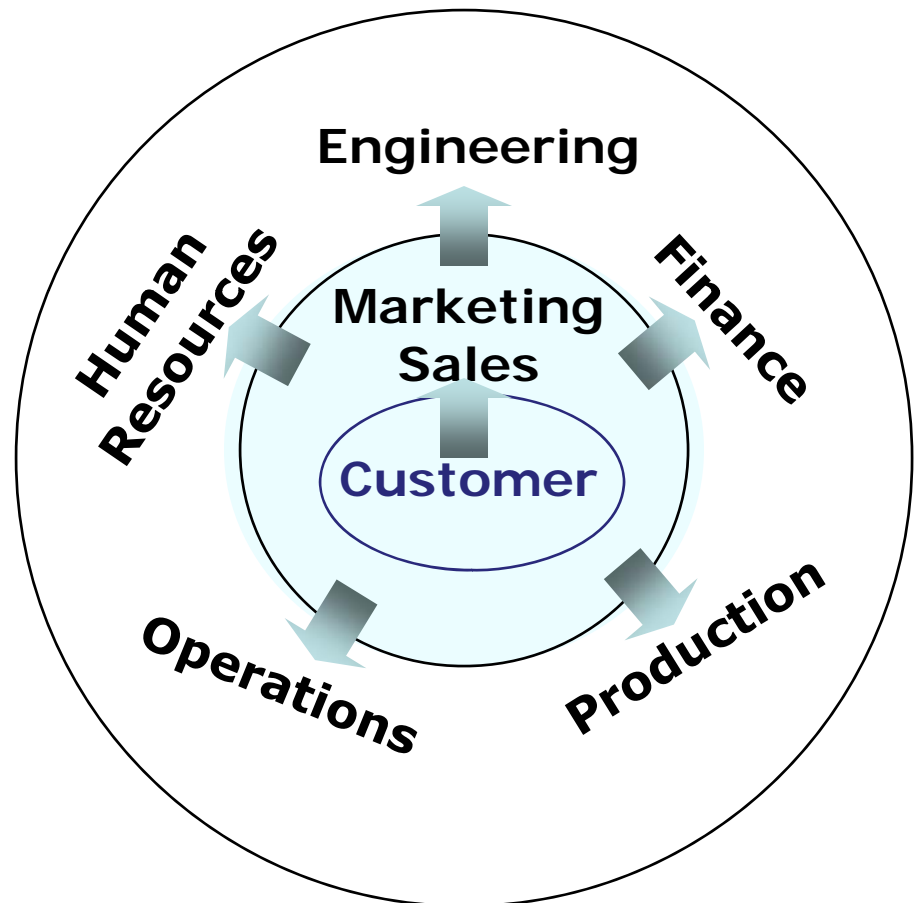 Engineering
Human
Resources
Finance
Marketing
Sales
Customer
Operations
Production